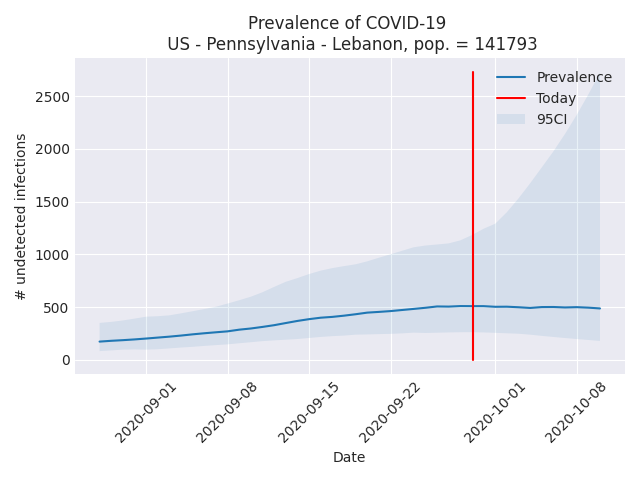 Prevalence of COVID-19
US - Pennsylvania - Lebanon, pop. = 141793
Prevalence
Today
95CI
# undetected infections
2500
2000
1500
1000
500
0
2020-09-01
2020-09-08
2020-09-15
2020-09-22
2020-10-01
2020-10-08
Date